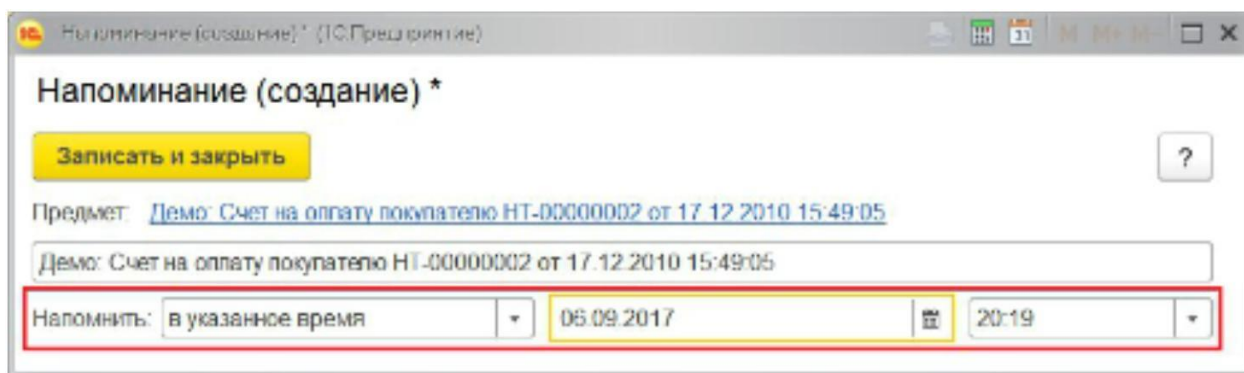 1С Напоминание (создание) * (1С:Предприятие) 31 M M+ M-
Напоминание (создание) *
Записать и закрыть ?
Предмет: Демо: Счет на оплату покупателю НТ-00000002 от 17.12.2010 15:49:05
Демо: Счет на оплату покупателю НТ-00000002 от 17.12.2010 15:49:05
Напомнить: в указанное время 06.09.2017 20:19